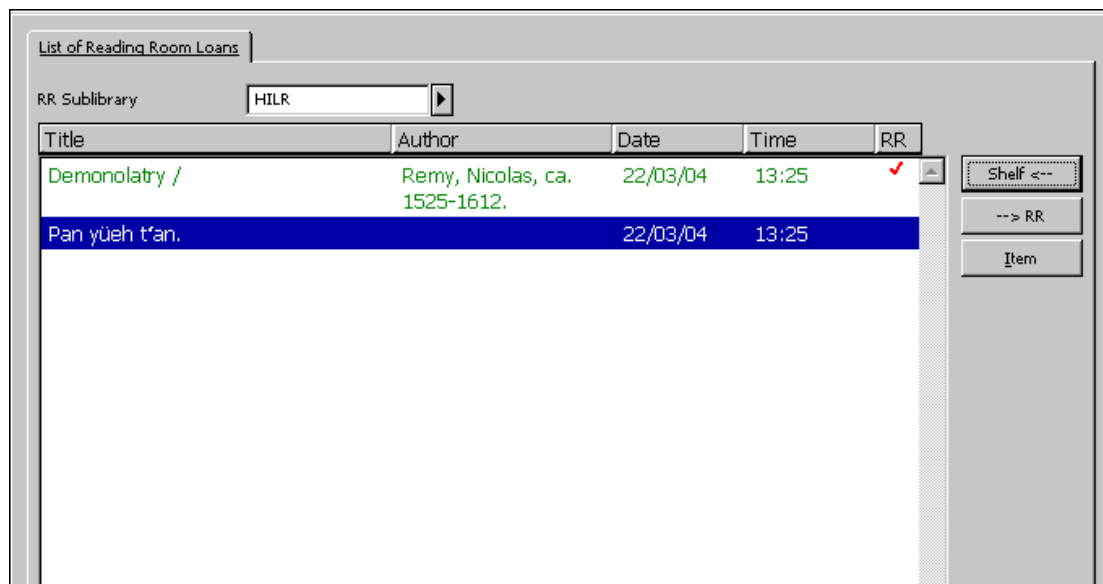 List of Reading Room Loans
RR Sublibrary HILR
Title Author Date Time RR
Demonolatry / Remy, Nicolas, ca. 22/03/04 13:25
1525-1612.
Pan yüeh tʻan. 22/03/04 13:25
Shelf <--
--> RR
Item